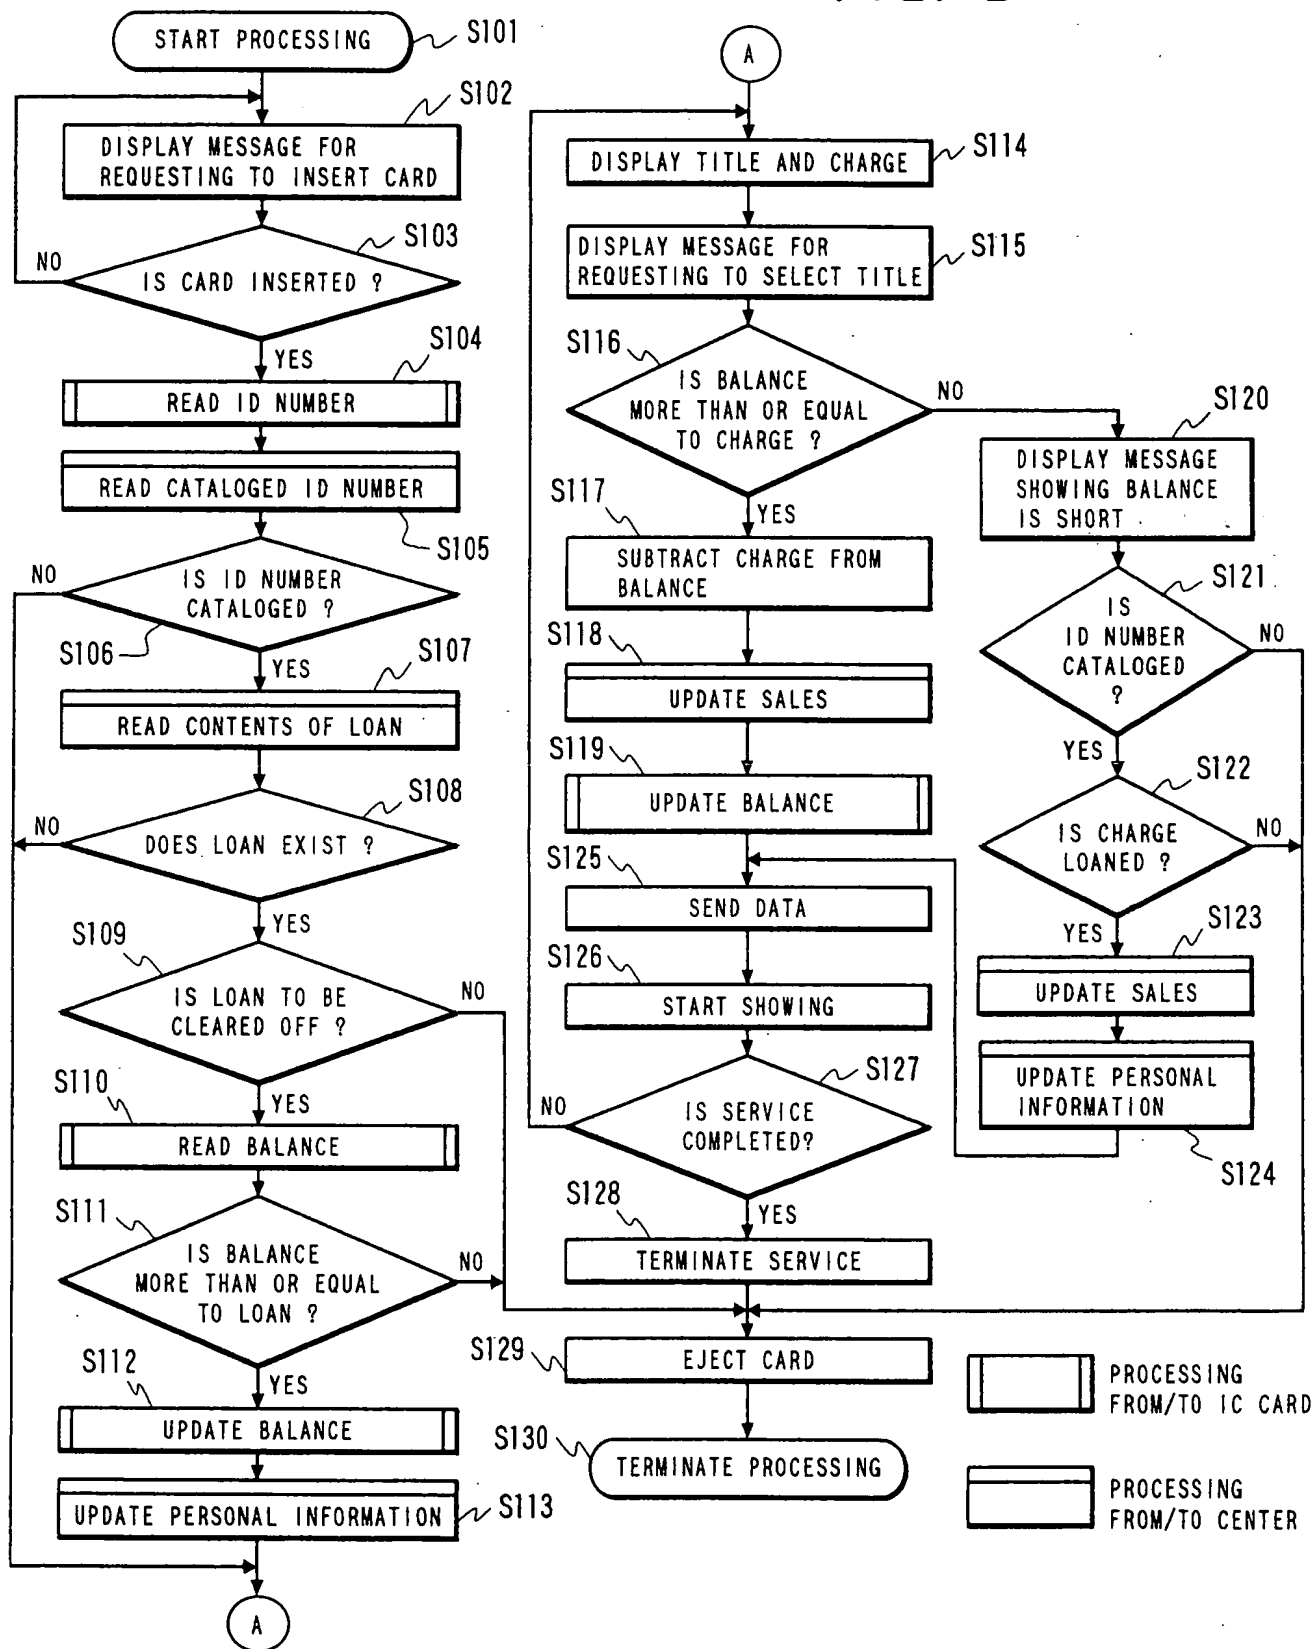 START PROCESSING
S101
S102
DISPLAY MESSAGE FOR
REQUESTING TO INSERT CARD
S103
NO
IS CARD INSERTED ?
YES
S104
READ ID NUMBER
READ CATALOGED ID NUMBER
S105
NO
IS ID NUMBER
CATALOGED ?
S106
YES
S107
READ CONTENTS OF LOAN
S108
NO
DOES LOAN EXIST ?
YES
S109
IS LOAN TO BE
CLEARED OFF ?
NO
YES
S110
READ BALANCE
S111
IS BALANCE
MORE THAN OR EQUAL
TO LOAN ?
NO
YES
S112
UPDATE BALANCE
UPDATE PERSONAL INFORMATION
S113
A
A
S114
DISPLAY TITLE AND CHARGE
S115
DISPLAY MESSAGE FOR
REQUESTING TO SELECT TITLE
S116
IS BALANCE
MORE THAN OR EQUAL
TO CHARGE ?
NO
YES
S117
SUBTRACT CHARGE FROM
BALANCE
S118
UPDATE SALES
S119
UPDATE BALANCE
S125
SEND DATA
S126
START SHOWING
S127
NO
IS SERVICE
COMPLETED?
YES
S128
TERMINATE SERVICE
S129
EJECT CARD
S130
TERMINATE PROCESSING
S120
DISPLAY MESSAGE
SHOWING BALANCE
IS SHORT
S121
IS
ID NUMBER
CATALOGED
?
NO
YES
S122
IS CHARGE
LOANED ?
NO
YES
S123
UPDATE SALES
UPDATE PERSONAL
INFORMATION
S124
PROCESSING
FROM/TO IC CARD
PROCESSING
FROM/TO CENTER